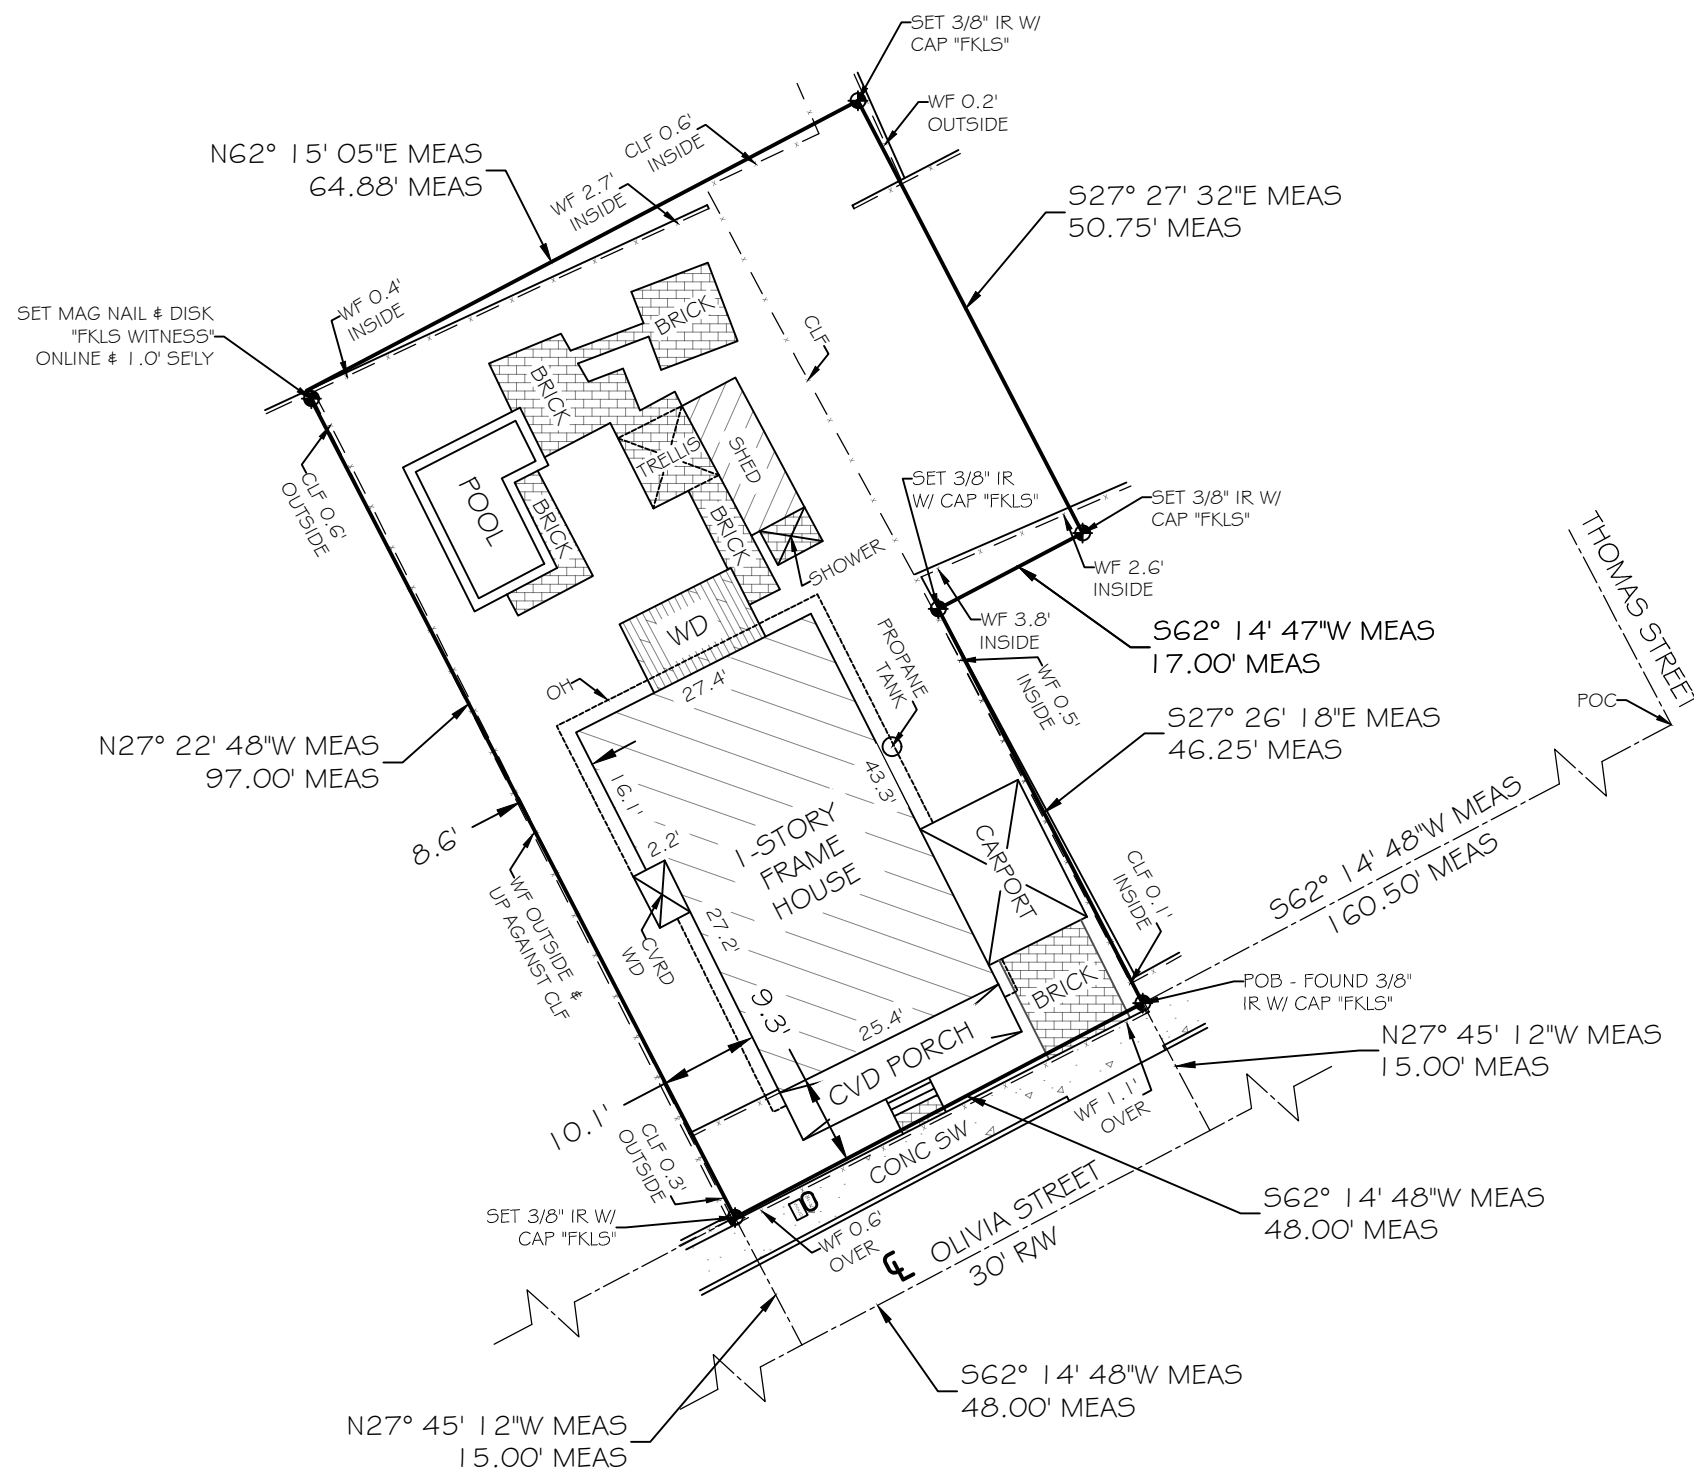 SET 3/8" IR W/
CAP "FKLS"
WF 0.2'
OUTSIDE
CLF 0.6'
INSIDE
N62° 15' 05"E MEAS
64.88' MEAS
WF 2.7'
INSIDE
S27° 27' 32"E MEAS
50.75' MEAS
SET MAG NAIL & DISK
"FKLS WITNESS"
ONLINE & 1.0' SE'LY
WF 0.4'
INSIDE
BRICK
CLF
BRICK
TRELLIS
SHED
POOL
BRICK
BRICK
CLF 0.6'
OUTSIDE
SET 3/8" IR
W/ CAP "FKLS"
SET 3/8" IR W/
CAP "FKLS"
THOMAS STREET
SHOWER
WF 2.6'
INSIDE
WD
WF 3.8'
INSIDE
S62° 14' 47"W MEAS
17.00' MEAS
PROPANE
TANK
WF 0.5'
INSIDE
OH
27.4'
POC
S27° 26' 18"E MEAS
46.25' MEAS
N27° 22' 48"W MEAS
97.00' MEAS
16.1'
43.3'
8.6'
2.2'
1-STORY
FRAME
HOUSE
CARPORT
S62° 14' 48"W MEAS
160.50' MEAS
WF OUTSIDE &
UP AGAINST CLF
27.2'
CVRD
WD
CLF 0.1'
INSIDE
BRICK
POB - FOUND 3/8"
IR W/ CAP "FKLS"
9.3'
25.4'
CVD PORCH
N27° 45' 12"W MEAS
15.00' MEAS
10.1'
WF 1.1'
OVER
CLF 0.3'
OUTSIDE
CONC SW
SET 3/8" IR W/
CAP "FKLS"
WF 0.6'
OVER
S62° 14' 48"W MEAS
48.00' MEAS
CL OLIVIA STREET
30' R/W
S62° 14' 48"W MEAS
48.00' MEAS
N27° 45' 12"W MEAS
15.00' MEAS